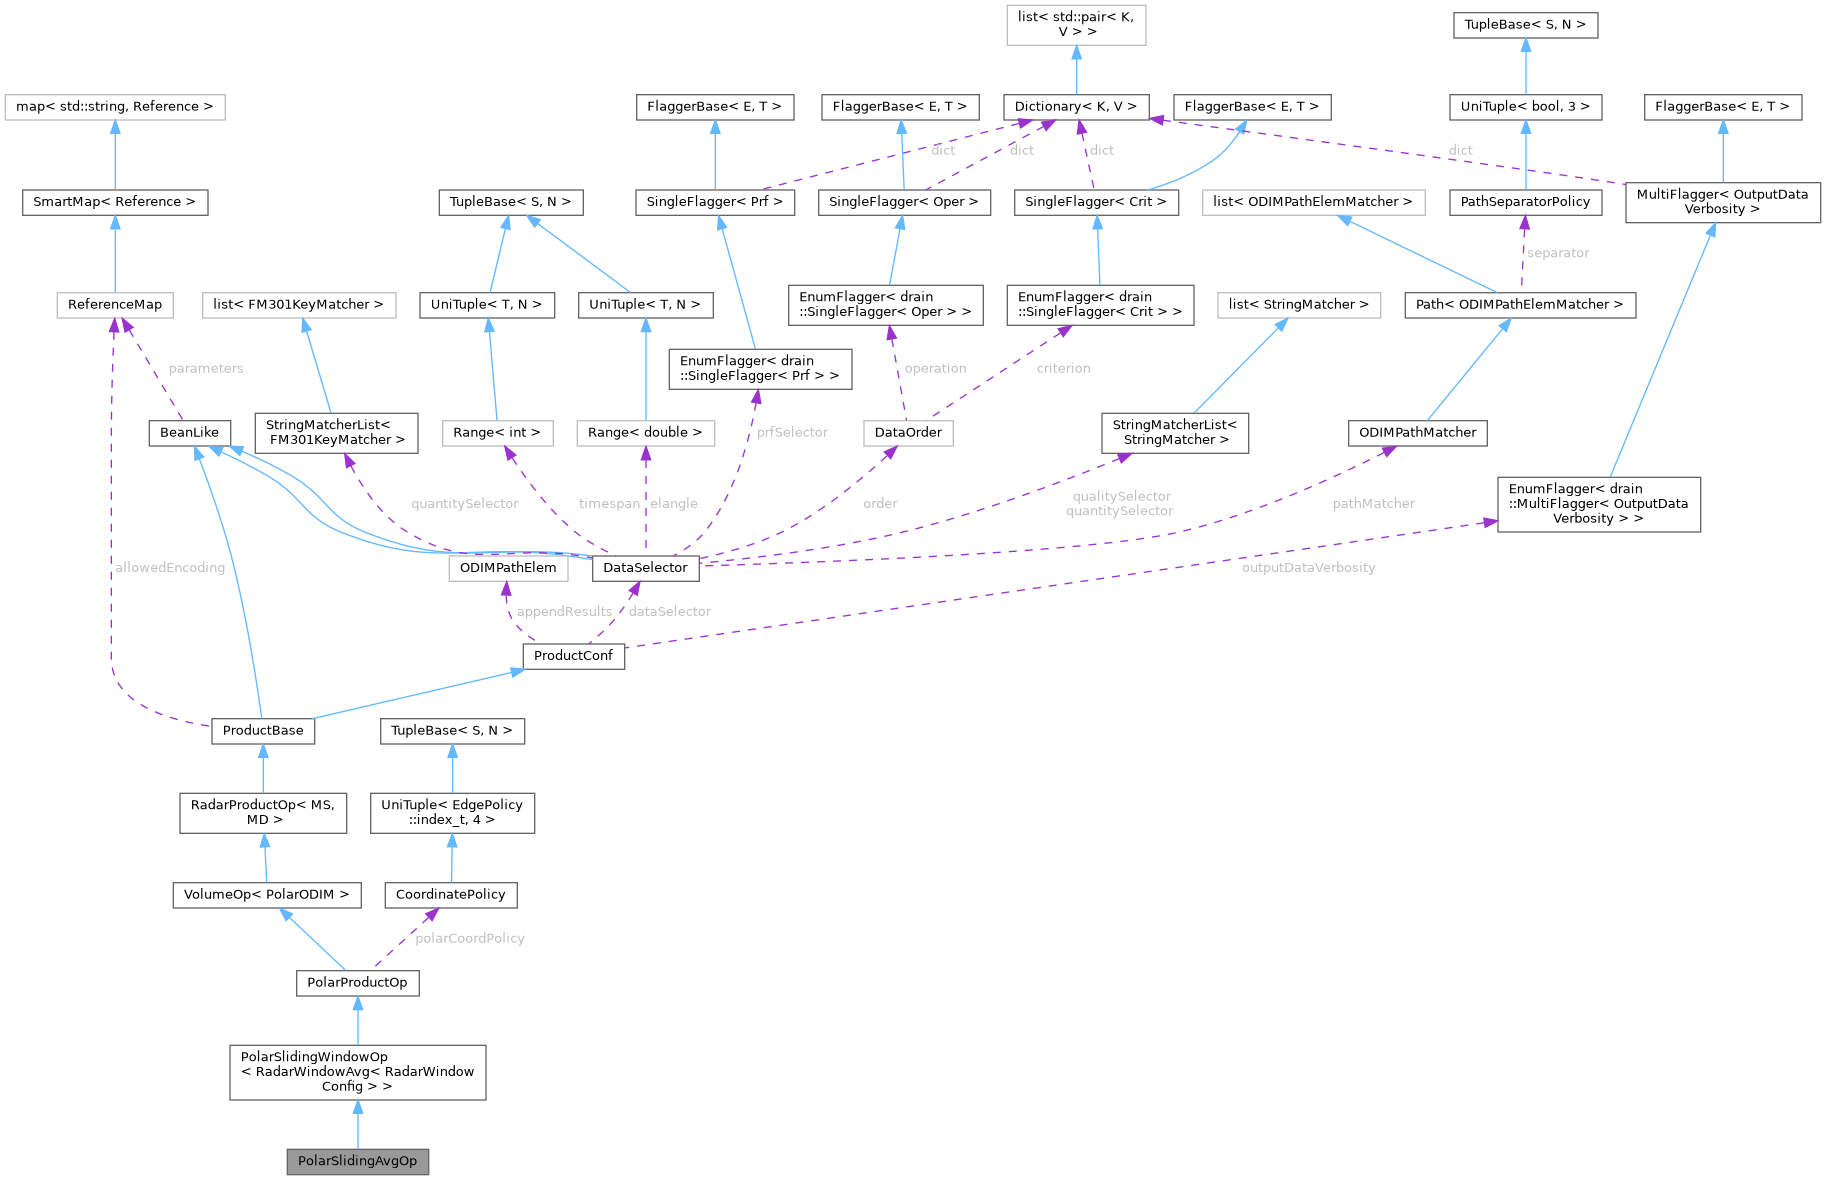 list< std::pair< K,
V > >
TupleBase< S, N >
map< std::string, Reference >
FlaggerBase< E, T >
FlaggerBase< E, T >
Dictionary< K, V >
FlaggerBase< E, T >
UniTuple< bool, 3 >
FlaggerBase< E, T >
dict
dict
dict
dict
SmartMap< Reference >
TupleBase< S, N >
SingleFlagger< Prf >
SingleFlagger< Oper >
SingleFlagger< Crit >
list< ODIMPathElemMatcher >
PathSeparatorPolicy
MultiFlagger< OutputData
Verbosity >
separator
ReferenceMap
list< FM301KeyMatcher >
UniTuple< T, N >
UniTuple< T, N >
EnumFlagger< drain
::SingleFlagger< Oper > >
EnumFlagger< drain
::SingleFlagger< Crit > >
list< StringMatcher >
Path< ODIMPathElemMatcher >
parameters
EnumFlagger< drain
::SingleFlagger< Prf > >
operation
criterion
BeanLike
StringMatcherList<
FM301KeyMatcher >
Range< int >
Range< double >
prfSelector
DataOrder
StringMatcherList<
StringMatcher >
ODIMPathMatcher
quantitySelector
timespan
elangle
order
qualitySelector
quantitySelector
pathMatcher
EnumFlagger< drain
::MultiFlagger< OutputData
Verbosity > >
allowedEncoding
ODIMPathElem
DataSelector
outputDataVerbosity
appendResults
dataSelector
ProductConf
ProductBase
TupleBase< S, N >
RadarProductOp< MS,
MD >
UniTuple< EdgePolicy
::index_t, 4 >
VolumeOp< PolarODIM >
CoordinatePolicy
polarCoordPolicy
PolarProductOp
PolarSlidingWindowOp
< RadarWindowAvg< RadarWindow
Config > >
PolarSlidingAvgOp